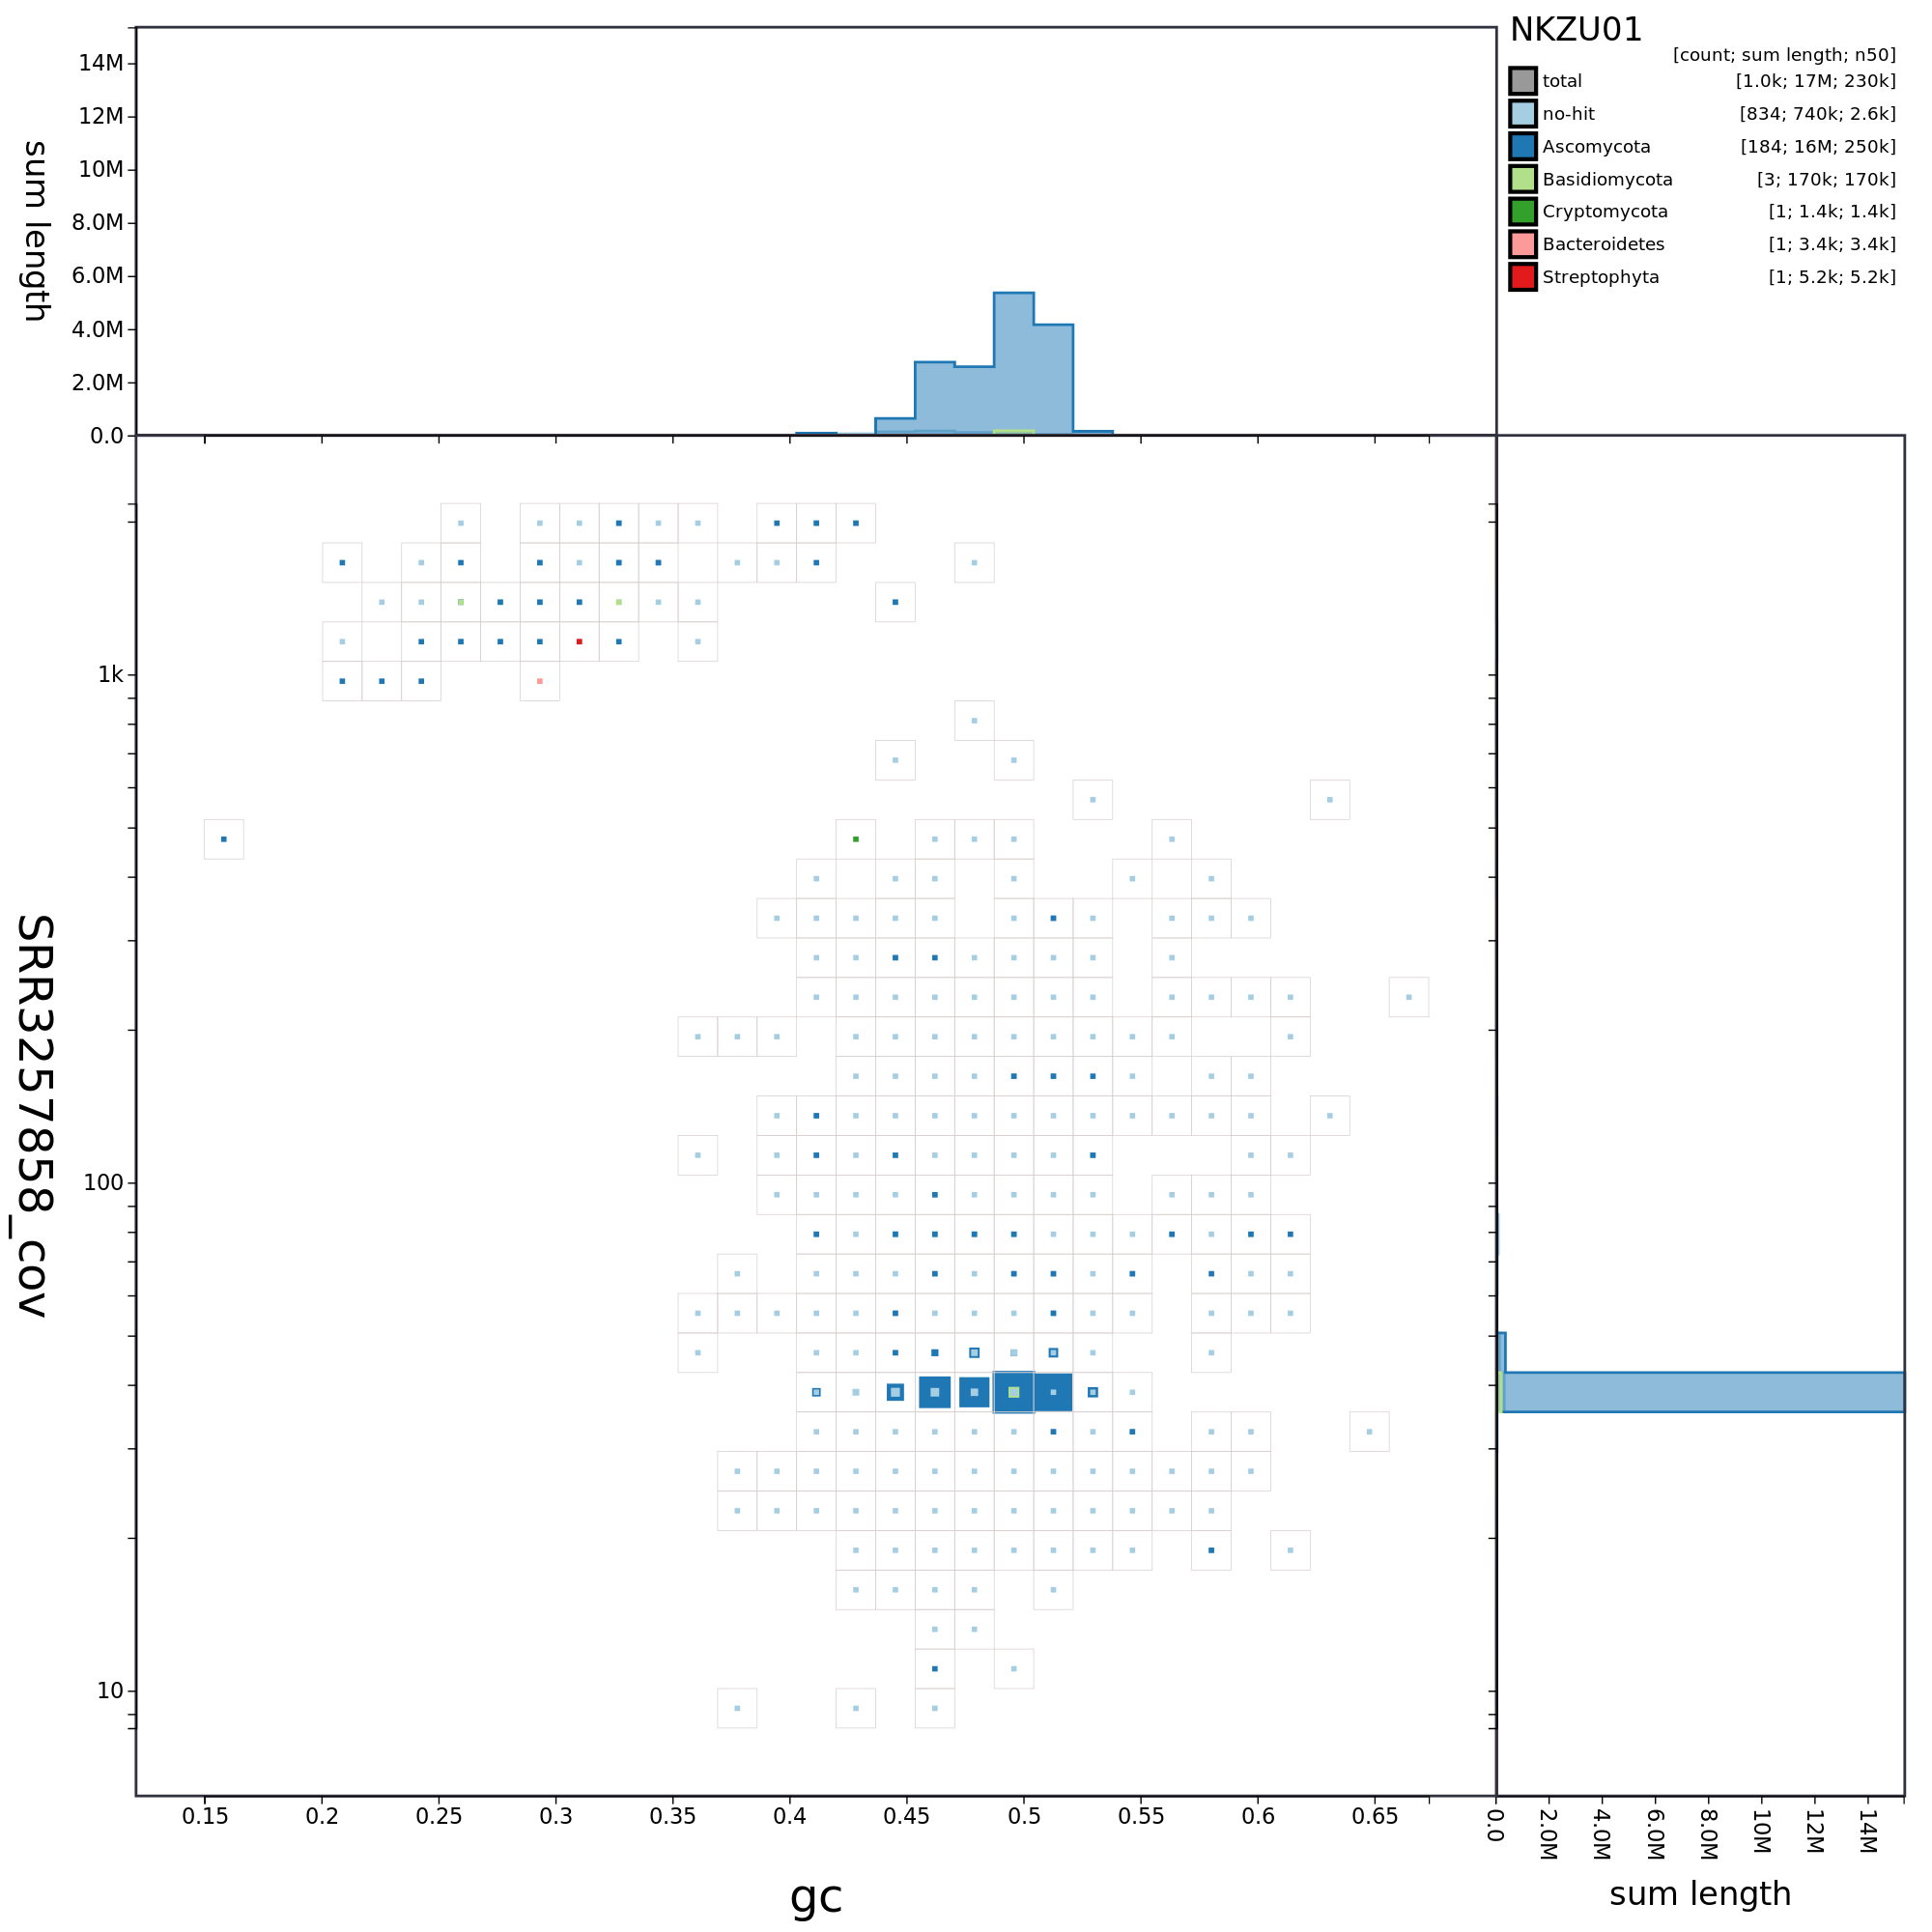 NKZU01
[count; sum length; n50]
total [1.0k; 17M; 230k]
no-hit [834; 740k; 2.6k]
Ascomycota [184; 16M; 250k]
Basidiomycota [3; 170k; 170k]
Cryptomycota [1; 1.4k; 1.4k]
Bacteroidetes [1; 3.4k; 3.4k]
Streptophyta [1; 5.2k; 5.2k]
sum length
14M
12M
10M
8.0M
6.0M
4.0M
2.0M
0.0
SRR3257858_cov
1k
100
10
0.15 0.2 0.25 0.3 0.35 0.4 0.45 0.5 0.55 0.6 0.65
gc
0.0 2.0M 4.0M 6.0M 8.0M 10M 12M 14M
sum length